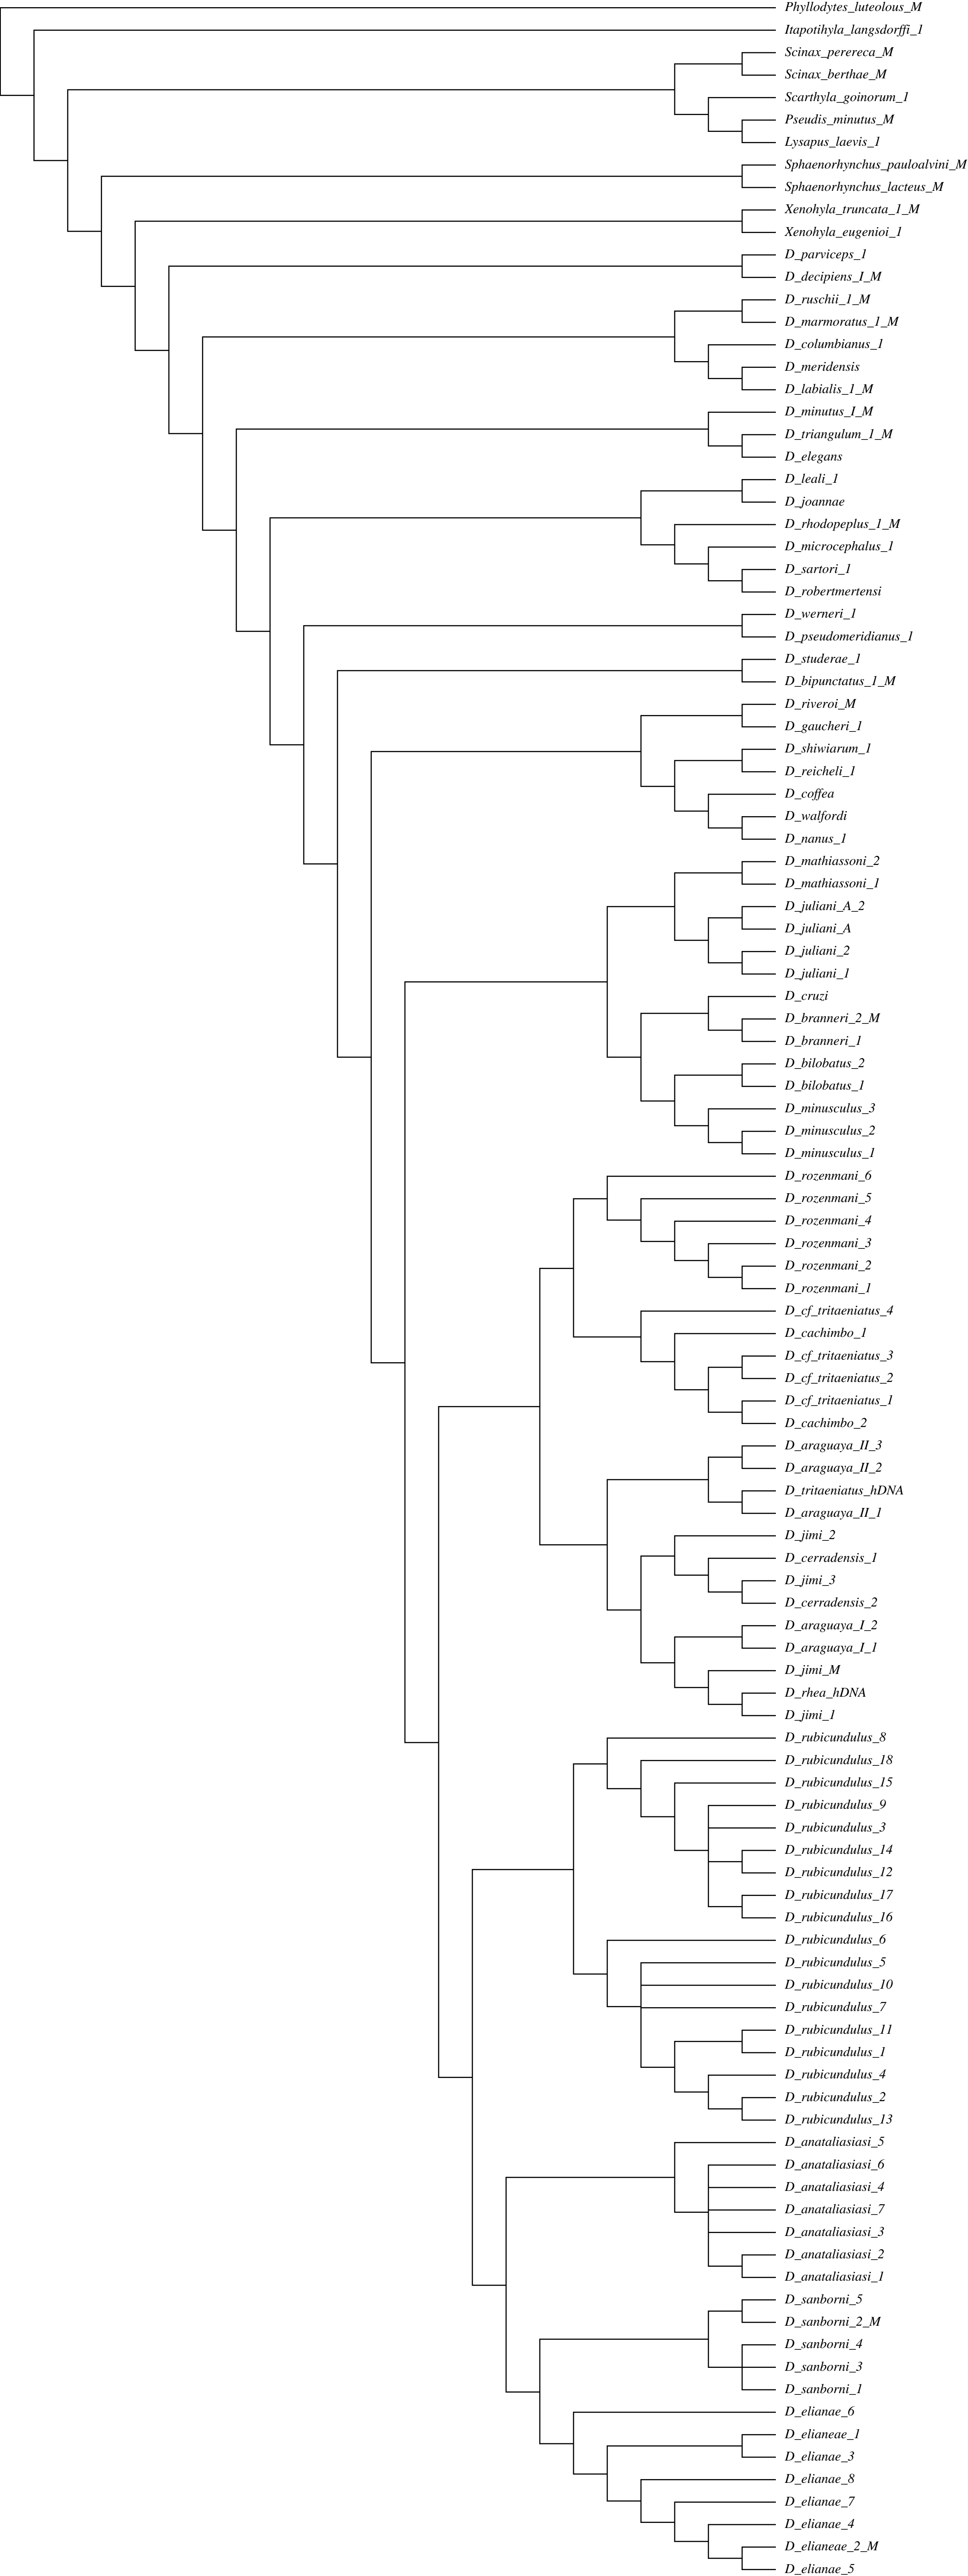 Phyllodytes_luteolous_M
Itapotihyla_langsdorffi_1
Scinax_perereca_M
Scinax_berthae_M
Scarthyla_goinorum_1
Pseudis_minutus_M
Lysapus_laevis_1
Sphaenorhynchus_pauloalvini_M
Sphaenorhynchus_lacteus_M
Xenohyla_truncata_1_M
Xenohyla_eugenioi_1
D_parviceps_1
D_decipiens_I_M
D_ruschii_1_M
D_marmoratus_1_M
D_columbianus_1
D_meridensis
D_labialis_1_M
D_minutus_I_M
D_triangulum_1_M
D_elegans
D_leali_1
D_joannae
D_rhodopeplus_1_M
D_microcephalus_1
D_sartori_1
D_robertmertensi
D_werneri_1
D_pseudomeridianus_1
D_studerae_1
D_bipunctatus_1_M
D_riveroi_M
D_gaucheri_1
D_shiwiarum_1
D_reicheli_1
D_coffea
D_walfordi
D_nanus_1
D_mathiassoni_2
D_mathiassoni_1
D_juliani_A_2
D_juliani_A
D_juliani_2
D_juliani_1
D_cruzi
D_branneri_2_M
D_branneri_1
D_bilobatus_2
D_bilobatus_1
D_minusculus_3
D_minusculus_2
D_minusculus_1
D_rozenmani_6
D_rozenmani_5
D_rozenmani_4
D_rozenmani_3
D_rozenmani_2
D_rozenmani_1
D_cf_tritaeniatus_4
D_cachimbo_1
D_cf_tritaeniatus_3
D_cf_tritaeniatus_2
D_cf_tritaeniatus_1
D_cachimbo_2
D_araguaya_II_3
D_araguaya_II_2
D_tritaeniatus_hDNA
D_araguaya_II_1
D_jimi_2
D_cerradensis_1
D_jimi_3
D_cerradensis_2
D_araguaya_I_2
D_araguaya_I_1
D_jimi_M
D_rhea_hDNA
D_jimi_1
D_rubicundulus_8
D_rubicundulus_18
D_rubicundulus_15
D_rubicundulus_9
D_rubicundulus_3
D_rubicundulus_14
D_rubicundulus_12
D_rubicundulus_17
D_rubicundulus_16
D_rubicundulus_6
D_rubicundulus_5
D_rubicundulus_10
D_rubicundulus_7
D_rubicundulus_11
D_rubicundulus_1
D_rubicundulus_4
D_rubicundulus_2
D_rubicundulus_13
D_anataliasiasi_5
D_anataliasiasi_6
D_anataliasiasi_4
D_anataliasiasi_7
D_anataliasiasi_3
D_anataliasiasi_2
D_anataliasiasi_1
D_sanborni_5
D_sanborni_2_M
D_sanborni_4
D_sanborni_3
D_sanborni_1
D_elianae_6
D_elianeae_1
D_elianae_3
D_elianae_8
D_elianae_7
D_elianae_4
D_elianeae_2_M
D_elianae_5